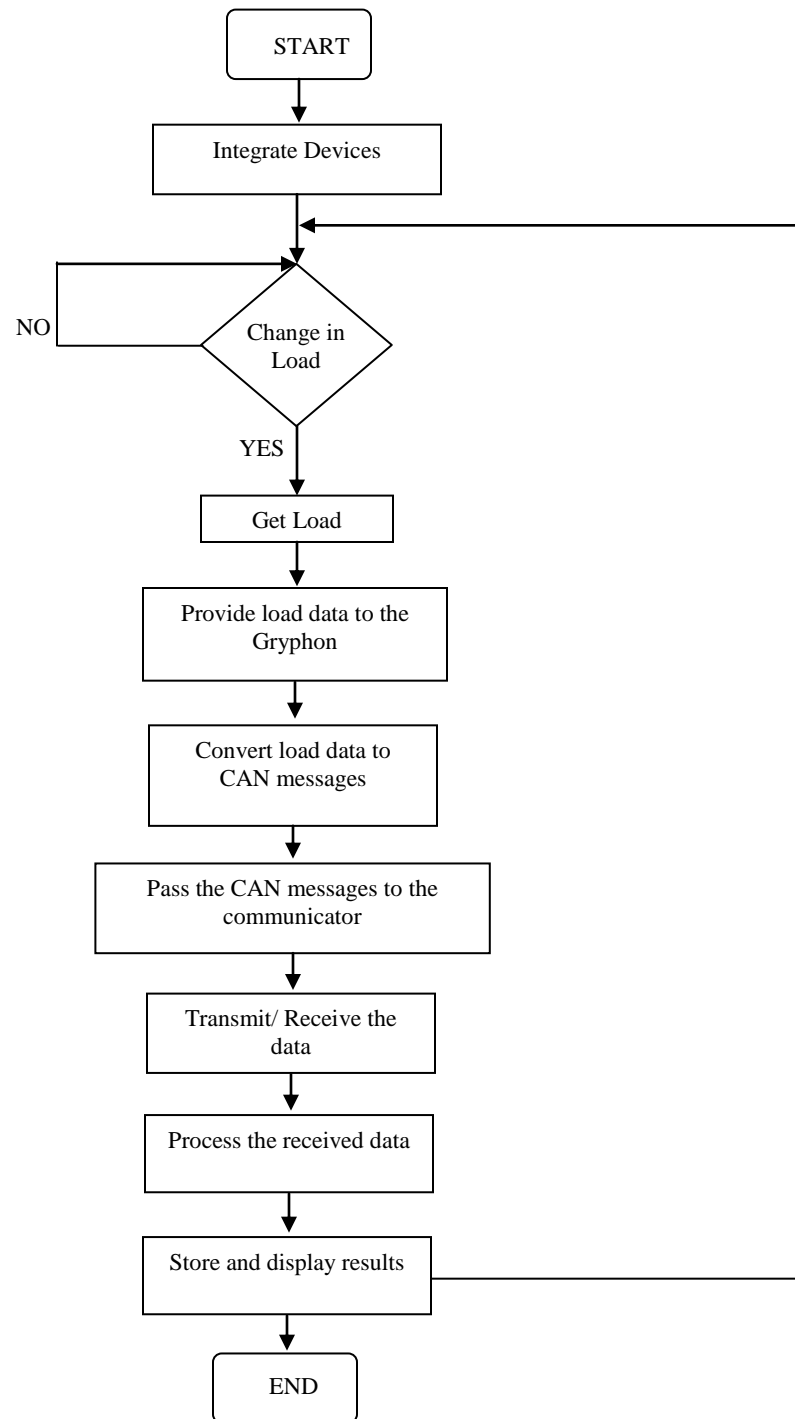 START
Integrate Devices
Change in
Load
NO
YES
Get Load
Provide load data to the
Gryphon
Convert load data to
CAN messages
Pass the CAN messages to the
communicator
Transmit/ Receive the
data
Process the received data
Store and display results
END